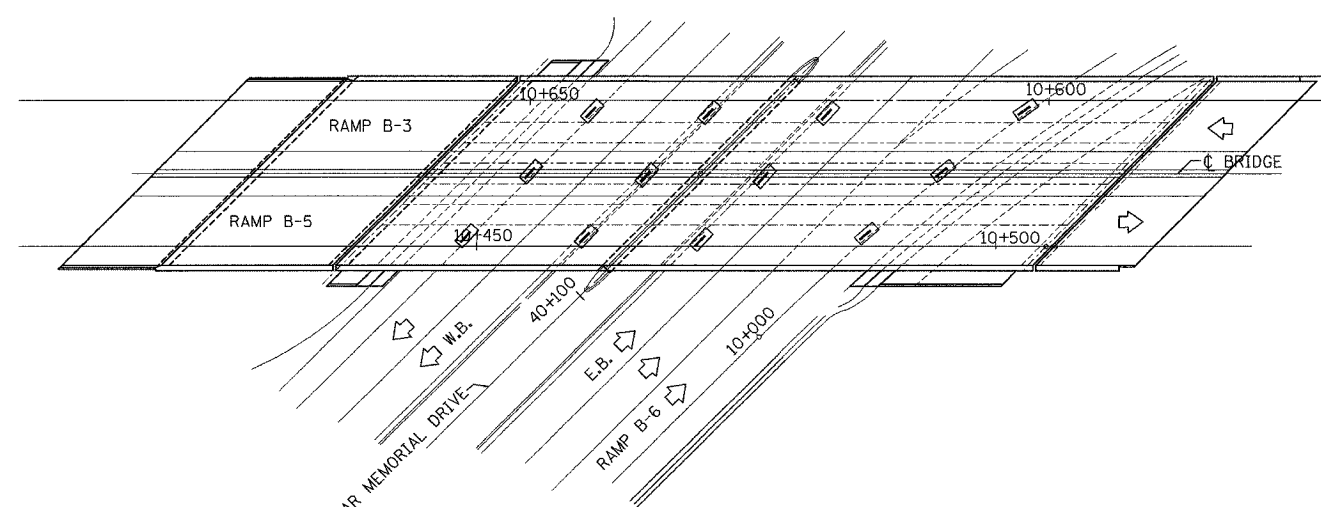 10+650
10+600
RAMP B-3
℄ BRIDGE
RAMP B-5
10+450
10+500
40+100
10+000
W.B.
E.B.
RAMP B-6
AR MEMORIAL DRIVE